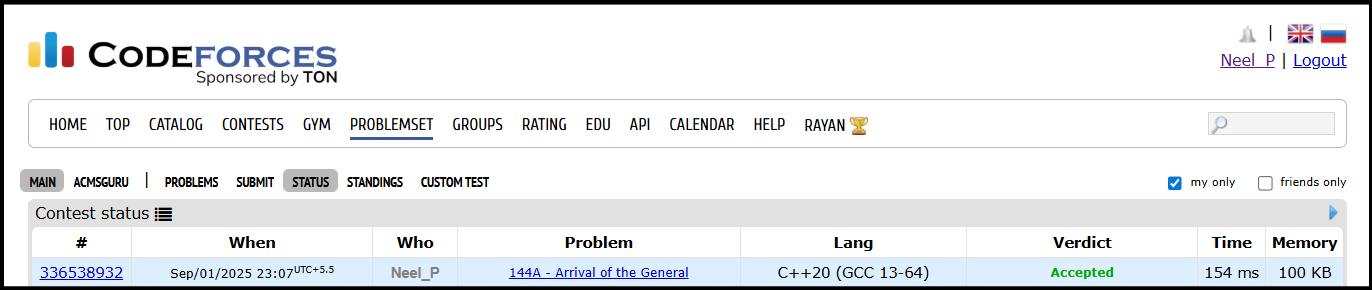 CODEFORCES
Sponsored by TON
|
Neel_P | Logout
HOME TOP CATALOG CONTESTS GYM PROBLEMSET GROUPS RATING EDU API CALENDAR HELP RAYAN
MAIN ACMSGURU | PROBLEMS SUBMIT STATUS STANDINGS CUSTOM TEST my only friends only
Contest status
# When Who Problem Lang Verdict Time Memory
336538932 Sep/01/2025 23:07UTC+5.5 Neel_P 144A - Arrival of the General C++20 (GCC 13-64) Accepted 154 ms 100 KB